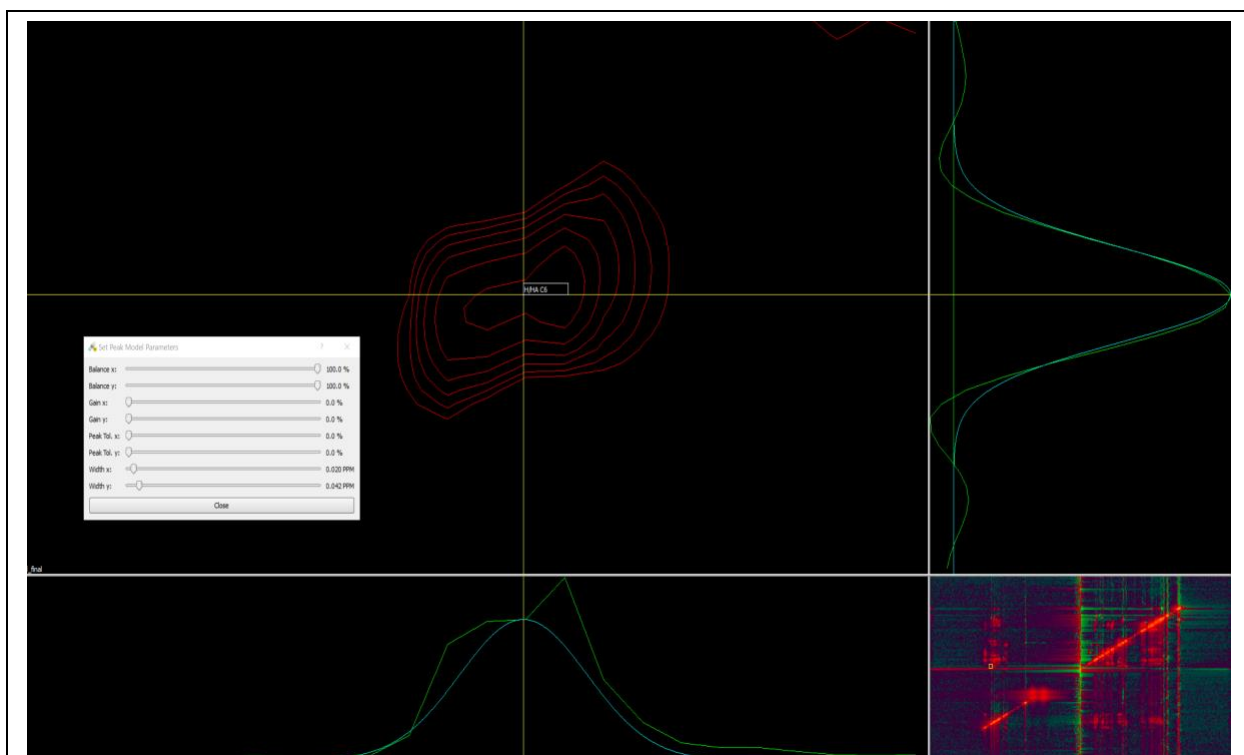 H/HA C6
Set Peak Model Parameters ? X
Balance x: 100.0 %
Balance y: 100.0 %
Gain x: 0.0 %
Gain y: 0.0 %
Peak Tol. x: 0.0 %
Peak Tol. y: 0.0 %
Width x: 0.020 PPM
Width y: 0.042 PPM
Close
_final